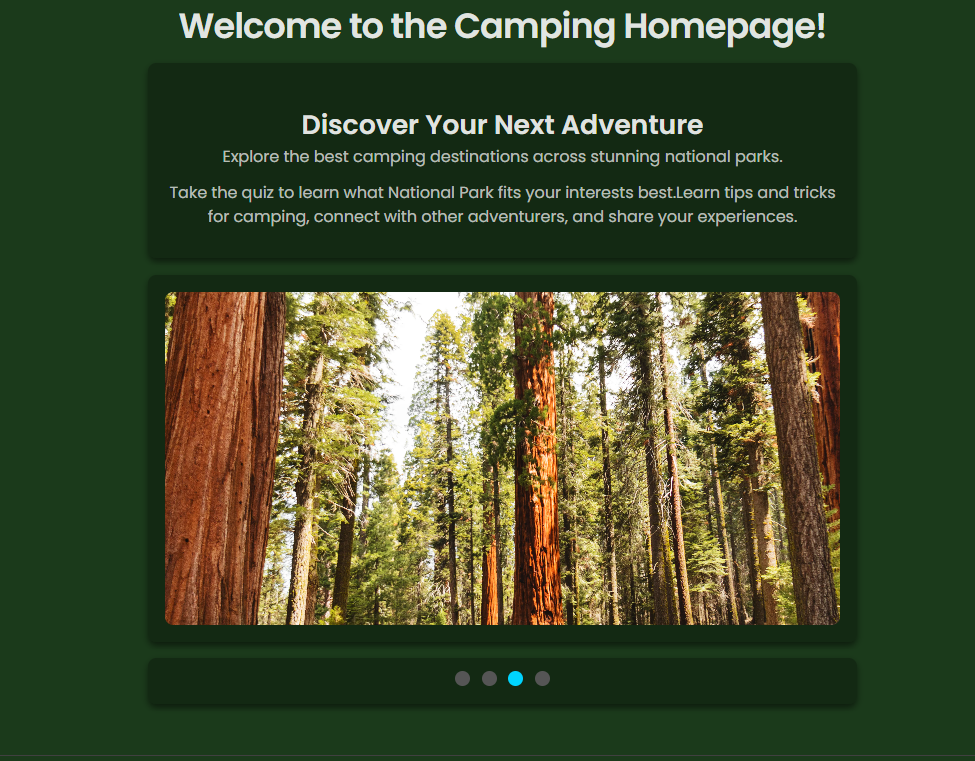 Welcome to the Camping Homepage!
Discover Your Next Adventure
Explore the best camping destinations across stunning national parks.
Take the quiz to learn what National Park fits your interests best.Learn tips and tricks
for camping, connect with other adventurers, and share your experiences.